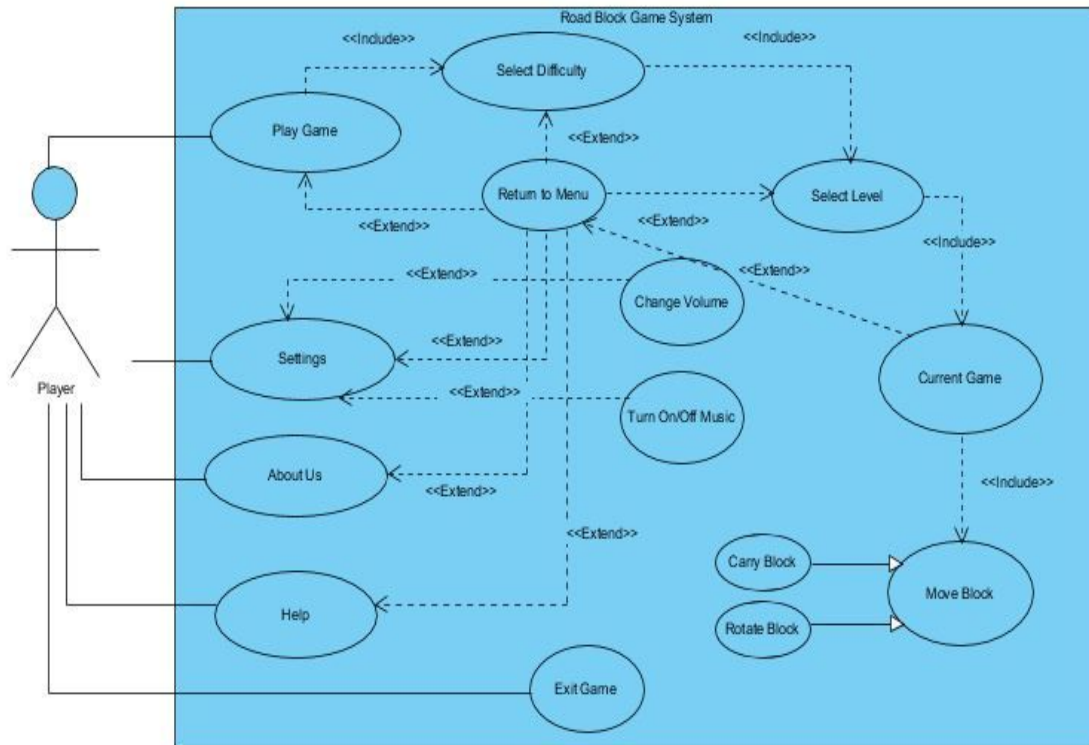 Road Block Game System
<<Include>>
<<Include>>
Select Difficulty
Play Game
<<Extend>>
Return to Menu
Select Level
<<Extend>>
<<Extend>>
<<Include>>
<<Extend>>
<<Extend>>
Change Volume
Settings
Current Game
Player
<<Extend>>
Turn On/Off Music
About Us
<<Extend>>
<<Include>>
<<Extend>>
Carry Block
Move Block
Help
Rotate Block
Exit Game